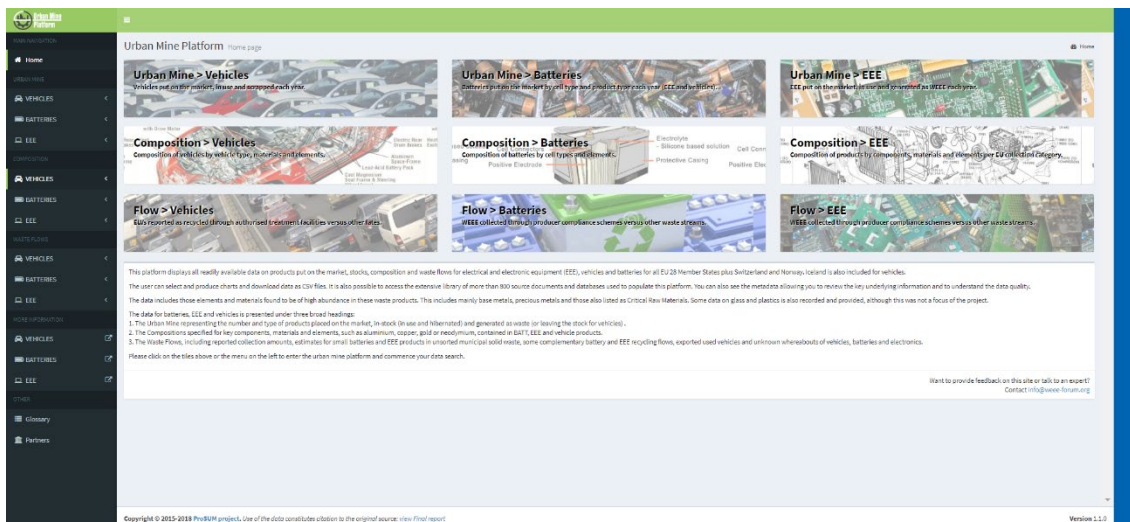 Urban Mine
Platform
MAIN NAVIGATION
Home
URBAN MINE
VEHICLES
BATTERIES
EEE
COMPOSITION
VEHICLES
BATTERIES
EEE
WASTE FLOWS
VEHICLES
BATTERIES
EEE
MORE INFORMATION
VEHICLES
BATTERIES
EEE
OTHER
Glossary
Partners
Urban Mine Platform Home page
Home
Urban Mine > Vehicles
Vehicles put on the market, in use and scrapped each year.
Urban Mine > Batteries
Batteries put on the market by cell type and product type each year (EEE and vehicles).
Urban Mine > EEE
EEE put on the market, in use and generated as WEEE each year.
Composition > Vehicles
Composition of vehicles by vehicle type, materials and elements.
Composition > Batteries
Composition of batteries by cell types and elements.
Electrolyte
- Silicone based solution
Protective Casing
Positive Electrode
Composition > EEE
Composition of products by components, materials and elements per EU collection category.
Flow > Vehicles
ELVs reported as recycled through authorised treatment facilities versus other fates.
Flow > Batteries
WEEE collected through producer compliance schemes versus other waste streams.
Flow > EEE
WEEE collected through producer compliance schemes versus other waste streams.
This platform displays all readily available data on products put on the market, stocks, composition and waste flows for electrical and electronic equipment (EEE), vehicles and batteries for all EU 28 Member States plus Switzerland and Norway. Iceland is also included for vehicles.
The user can select and produce charts and download data as CSV files. It is also possible to access the extensive library of more than 800 source documents and databases used to populate this platform. You can also see the metadata allowing you to review the key underlying information and to understand the data quality.
The data includes those elements and materials found to be of high abundance in these waste products. This includes mainly base metals, precious metals and those also listed as Critical Raw Materials. Some data on glass and plastics is also recorded and provided, although this was not a focus of the project.
The data for batteries, EEE and vehicles is presented under three broad headings:
1. The Urban Mine representing the number and type of products placed on the market, in-stock (in use and hibernated) and generated as waste (or leaving the stock for vehicles) .
2. The Compositions specified for key components, materials and elements, such as aluminium, copper, gold or neodymium, contained in BATT, EEE and vehicle products.
3. The Waste Flows, including reported collection amounts, estimates for small batteries and EEE products in unsorted municipal solid waste, some complementary battery and EEE recycling flows, exported used vehicles and unknown whereabouts of vehicles, batteries and electronics.
Please click on the tiles above or the menu on the left to enter the urban mine platform and commence your data search.
Want to provide feedback on this site or talk to an expert?
Contact info@weee-forum.org
Copyright © 2015-2018 ProSUM project. Use of the data constitutes citation to the original source: view Final report
Version 1.1.0